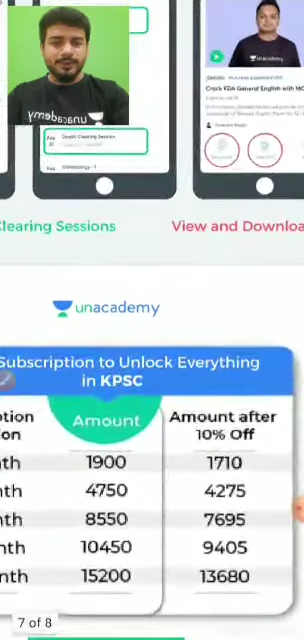 unacademy
unacademy
Crack FDA General English with MC
Doubt Clearing Session
Clearing Sessions
View and Downloa
unacademy
Subscription to Unlock Everything
in KPSC
ption
Amount
Amount after
ion
10% Off
nth
1900
1710
nth
4750
4275
nth
8550
7695
nth
10450
9405
nth
15200
13680
7 of 8